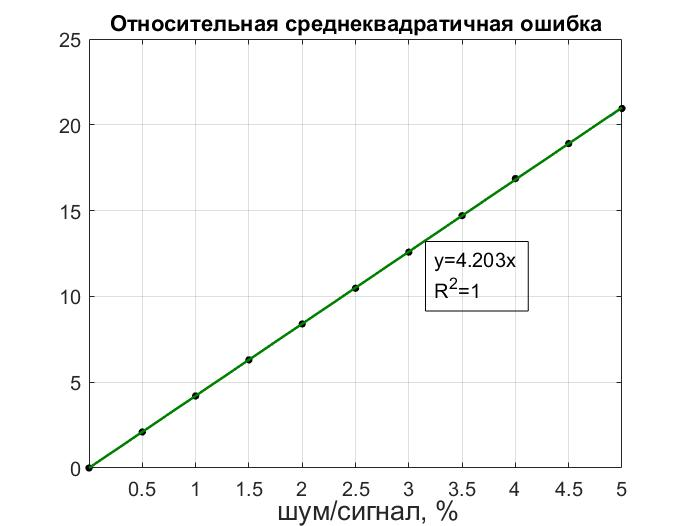 Относительная среднеквадратичная ошибка
25
20
15
10
5
0
y=4.203x
R²=1
0.5 1 1.5 2 2.5 3 3.5 4 4.5 5
шум/сигнал, %